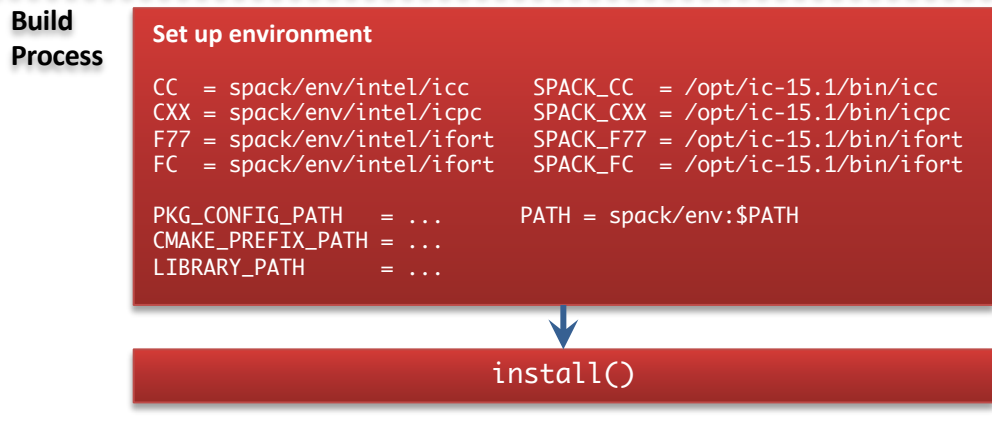 Build
Process
Set up environment
CC  = spack/env/intel/icc     SPACK_CC  = /opt/ic-15.1/bin/icc
CXX = spack/env/intel/icpc    SPACK_CXX = /opt/ic-15.1/bin/icpc
F77 = spack/env/intel/ifort   SPACK_F77 = /opt/ic-15.1/bin/ifort
FC  = spack/env/intel/ifort   SPACK_FC  = /opt/ic-15.1/bin/ifort
PKG_CONFIG_PATH   = ...      PATH = spack/env:$PATH
CMAKE_PREFIX_PATH = ...
LIBRARY_PATH      = ...
install()